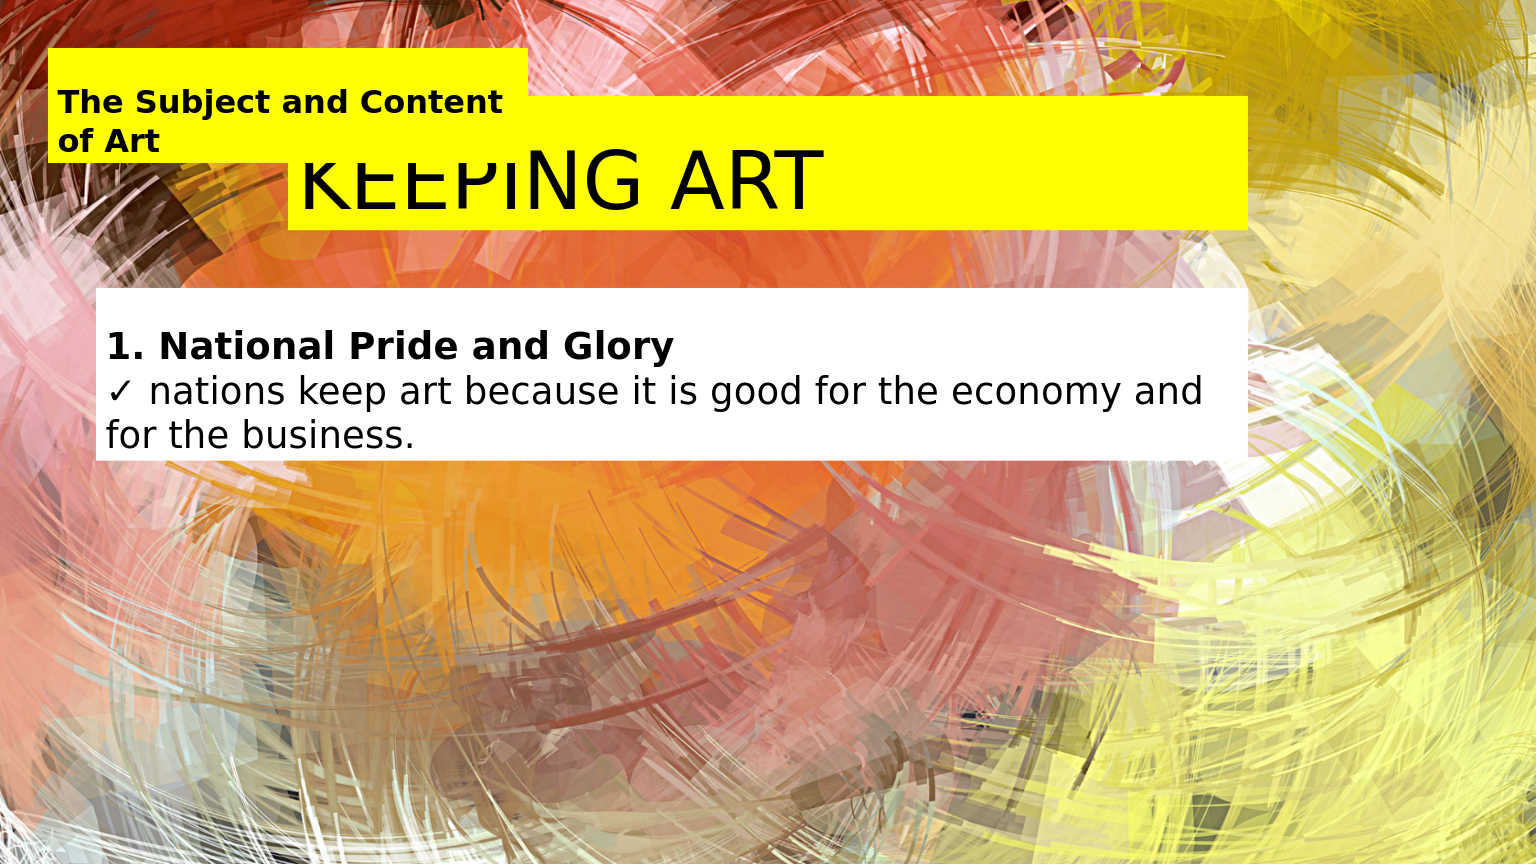 The Subject and Content
of Art
KEEPING ART
1. National Pride and Glory
✓ nations keep art because it is good for the economy and
for the business.